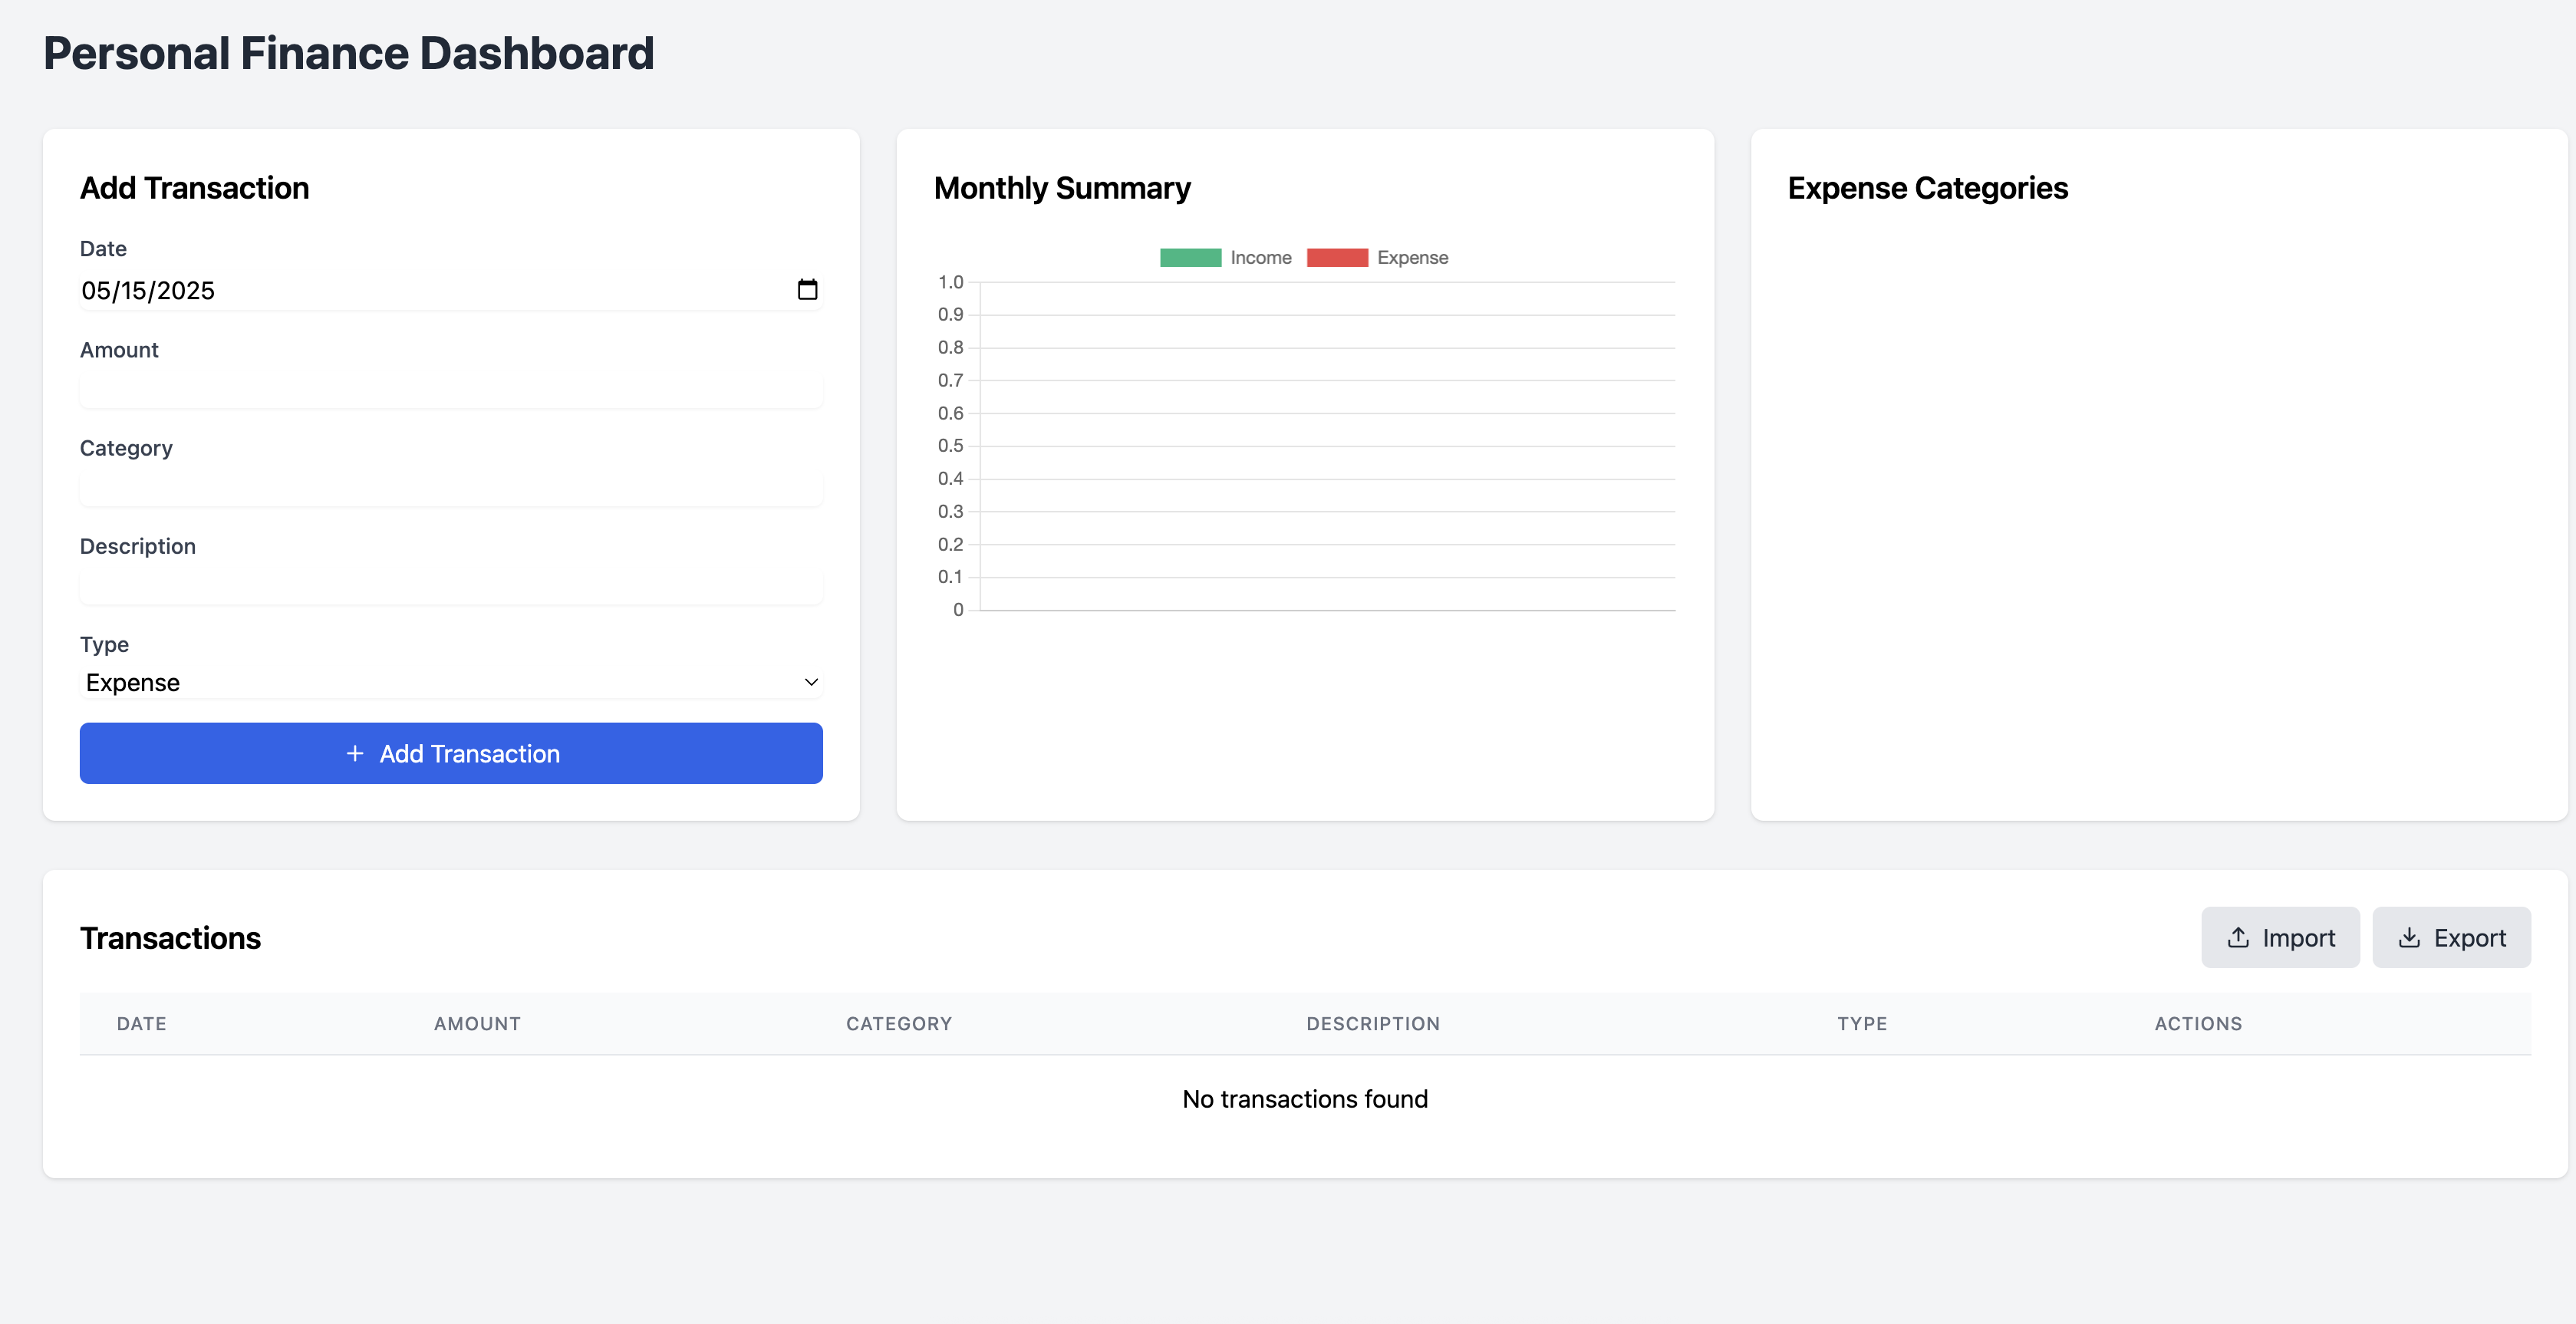 Personal Finance Dashboard
Add Transaction
Date
05/15/2025
Amount
Category
Description
Type
Expense
+ Add Transaction
Monthly Summary
Income Expense
1.0
0.9
0.8
0.7
0.6
0.5
0.4
0.3
0.2
0.1
0
Expense Categories
Transactions
Import Export
DATE AMOUNT CATEGORY DESCRIPTION TYPE ACTIONS
No transactions found